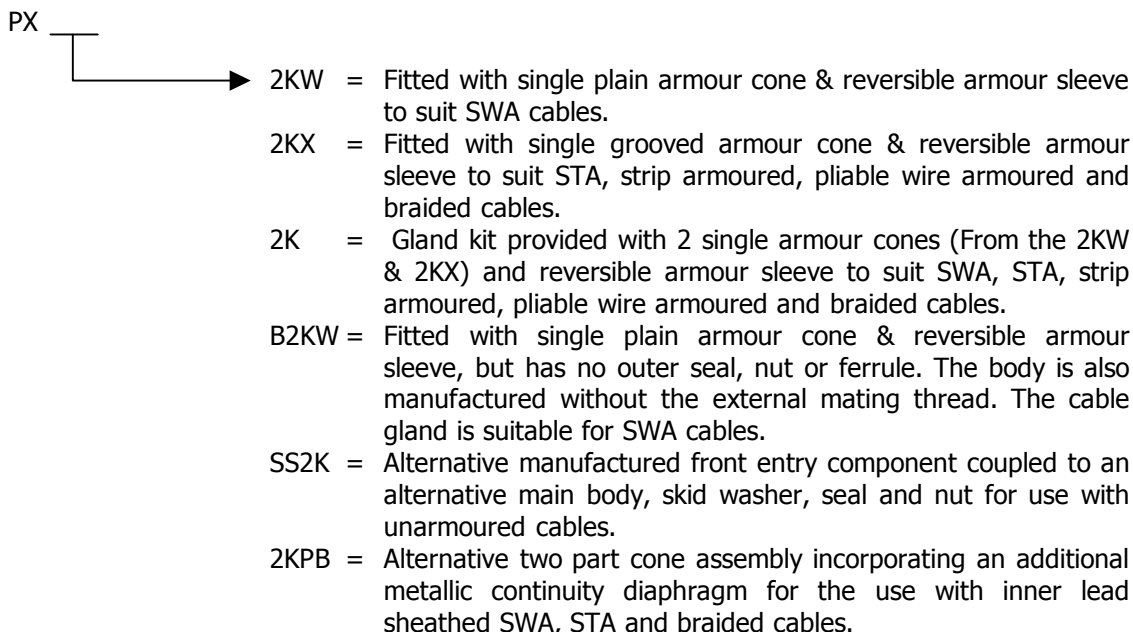 PX ___
2KW = Fitted with single plain armour cone & reversible armour sleeve
to suit SWA cables.
2KX = Fitted with single grooved armour cone & reversible armour
sleeve to suit STA, strip armoured, pliable wire armoured and
braided cables.
2K = Gland kit provided with 2 single armour cones (From the 2KW
& 2KX) and reversible armour sleeve to suit SWA, STA, strip
armoured, pliable wire armoured and braided cables.
B2KW = Fitted with single plain armour cone & reversible armour
sleeve, but has no outer seal, nut or ferrule. The body is also
manufactured without the external mating thread. The cable
gland is suitable for SWA cables.
SS2K = Alternative manufactured front entry component coupled to an
alternative main body, skid washer, seal and nut for use with
unarmoured cables.
2KPB = Alternative two part cone assembly incorporating an additional
metallic continuity diaphragm for the use with inner lead
sheathed SWA, STA and braided cables.